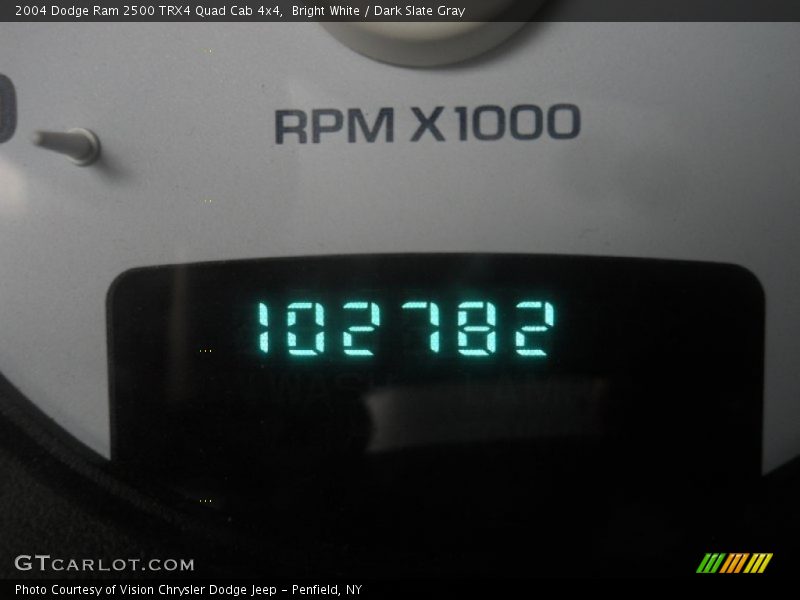 2004 Dodge Ram 2500 TRX4 Quad Cab 4x4,  Bright White / Dark Slate Gray
RPM X1000
102782
GTCARLOT.COM
Photo Courtesy of Vision Chrysler Dodge Jeep – Penfield, NY